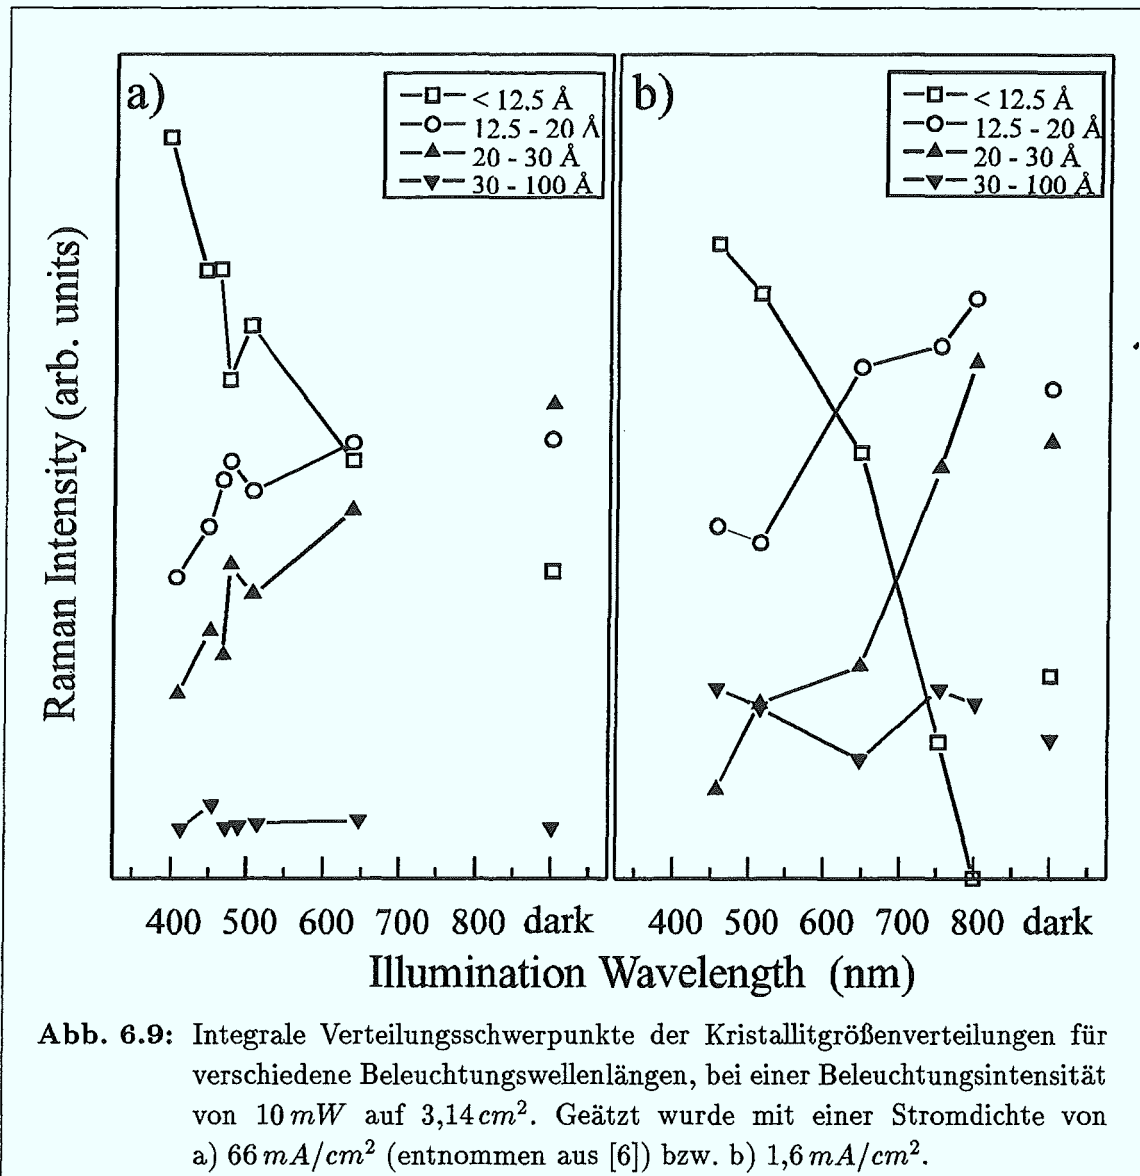 a)
< 12.5 Å
12.5 - 20 Å
20 - 30 Å
30 - 100 Å
b)
< 12.5 Å
12.5 - 20 Å
20 - 30 Å
30 - 100 Å
Raman Intensity (arb. units)
400 500 600 700 800 dark
400 500 600 700 800 dark
Illumination Wavelength (nm)
Abb. 6.9: Integrale Verteilungsschwerpunkte der Kristallitgrößenverteilungen für
verschiedene Beleuchtungswellenlängen, bei einer Beleuchtungsintensität
von 10 mW auf 3,14 cm². Geätzt wurde mit einer Stromdichte von
a) 66 mA/cm² (entnommen aus [6]) bzw. b) 1,6 mA/cm².